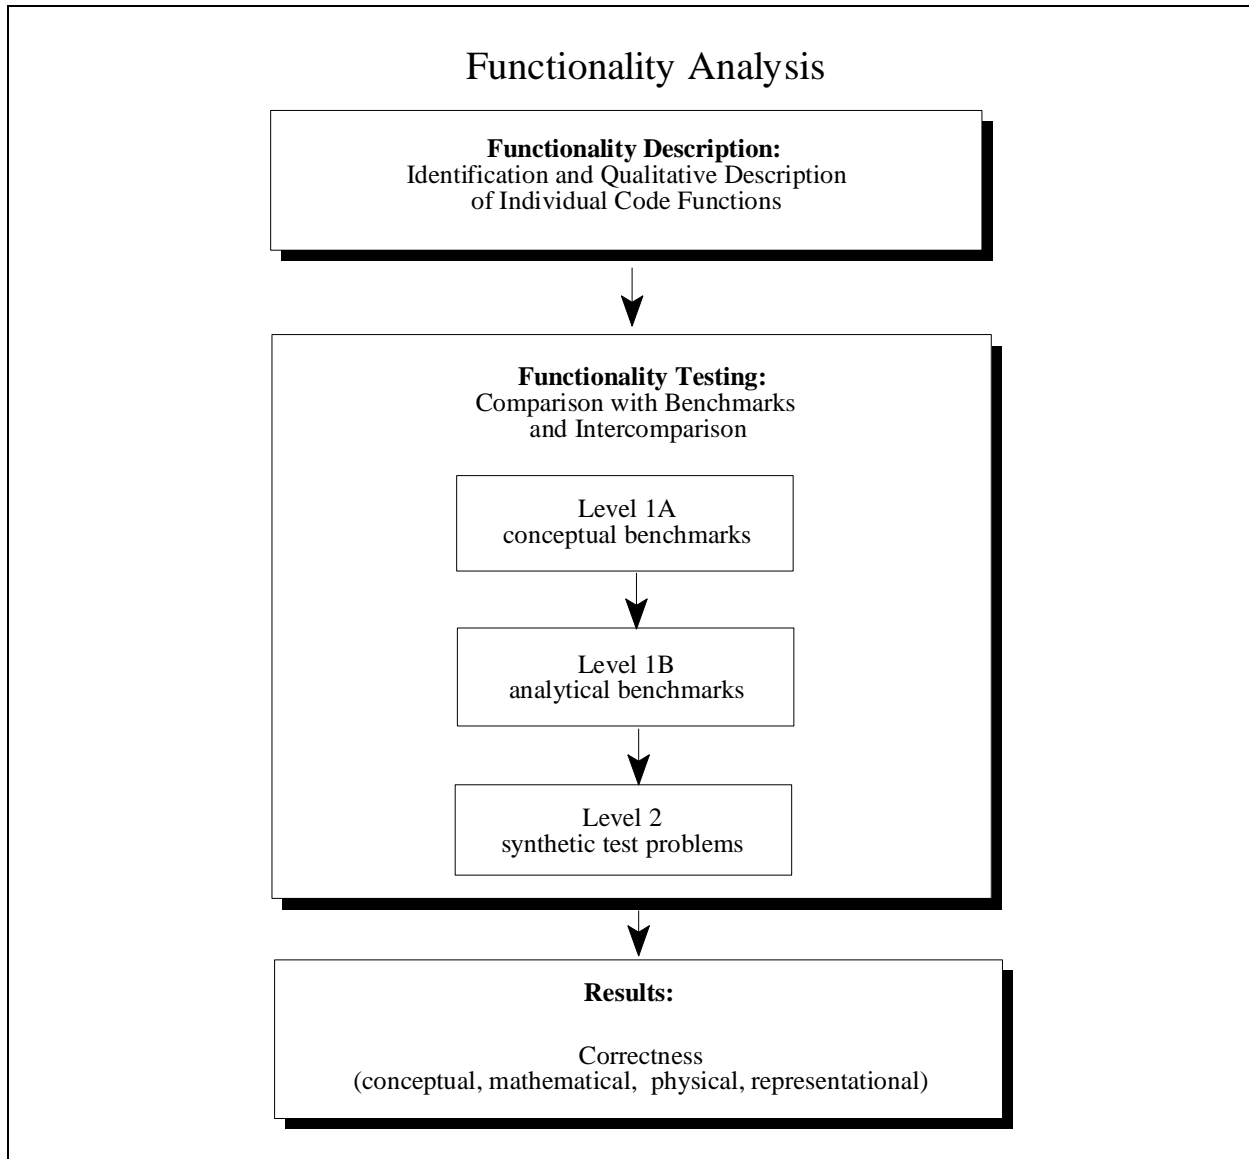 Functionality Analysis
Functionality Description:
Identification and Qualitative Description
of Individual Code Functions
Functionality Testing:
Comparison with Benchmarks
and Intercomparison
Level 1A
conceptual benchmarks
Level 1B
analytical benchmarks
Level 2
synthetic test problems
Results:
Correctness
(conceptual, mathematical, physical, representational)